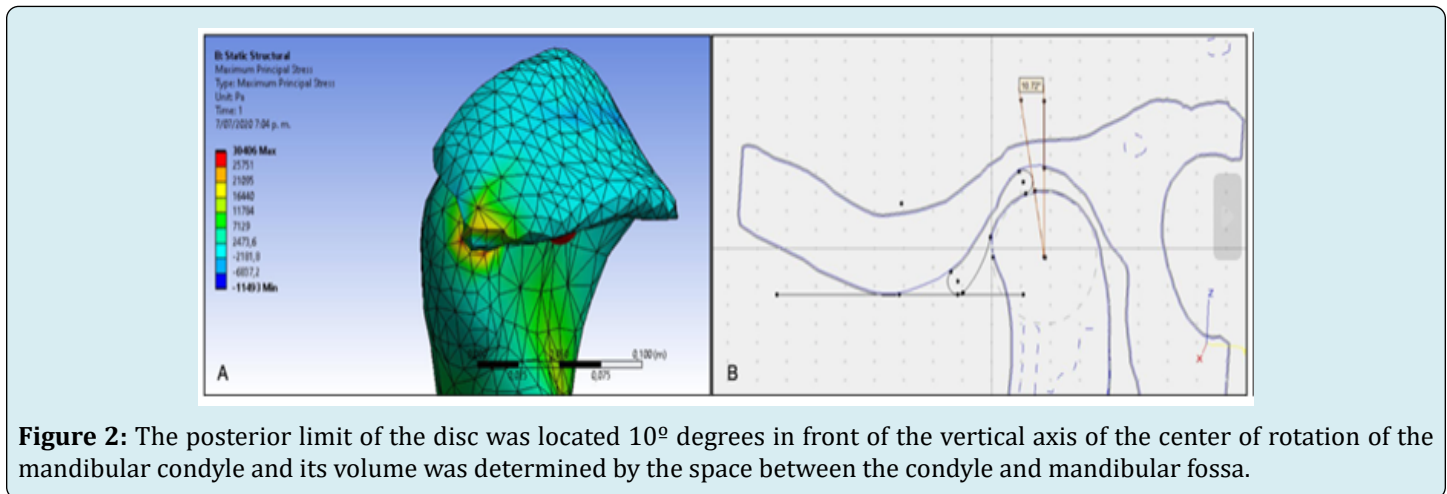 B: Static Structural
Maximum Principal Stress
Type: Maximum Principal Stress
Unit: Pa
Time: 1
7/07/2020 7:04 p. m.
30406 Max
25751
21095
16440
11784
7129
2473,6
-2181,8
-6837,2
-11493 Min
0,100 (m)
0,075
A
10.72°
Z
X
B
Figure 2: The posterior limit of the disc was located 10º degrees in front of the vertical axis of the center of rotation of the
mandibular condyle and its volume was determined by the space between the condyle and mandibular fossa.